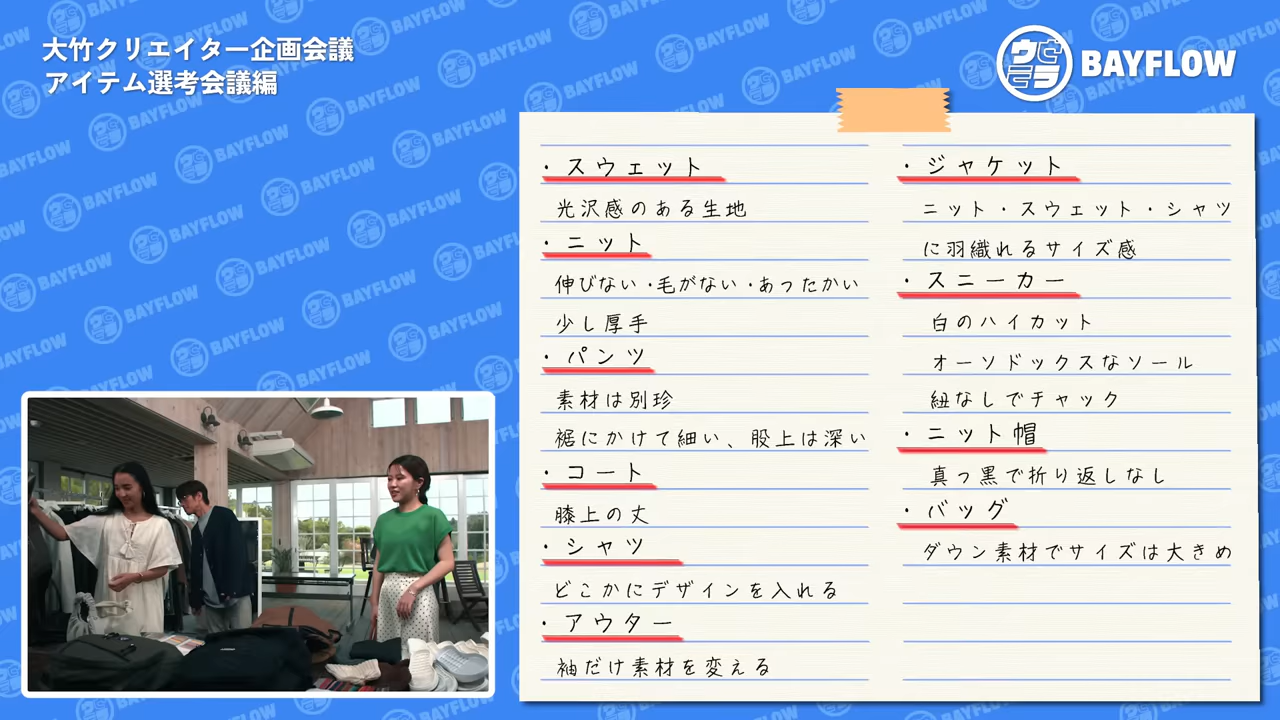 大竹クリエイター企画会議
アイテム選考会議編
BAYFLOW
・スウェット
光沢感のある生地
・ニット
伸びない・毛がない・あったかい
少し厚手
・パンツ
素材は別珍
裾にかけて細い、股上は深い
・コート
膝上の丈
・シャツ
どこかにデザインを入れる
・アウター
袖だけ素材を変える
・ジャケット
ニット・スウェット・シャツ
に羽織れるサイズ感
・スニーカー
白のハイカット
オーソドックスなソール
紐なしでチャック
・ニット帽
真っ黒で折り返しなし
・バッグ
ダウン素材でサイズは大きめ